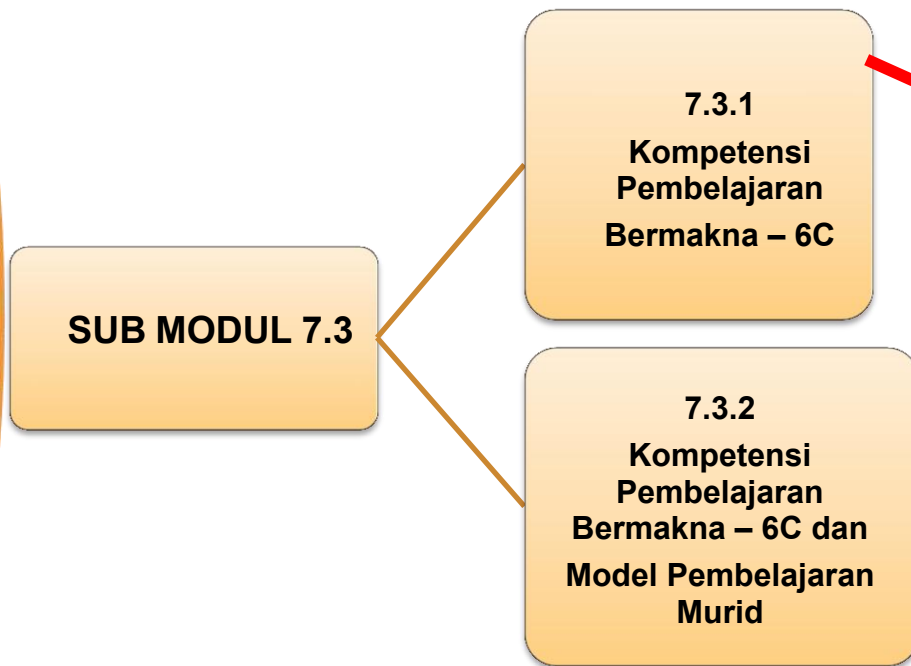 SUB MODUL 7.3
7.3.1
Kompetensi
Pembelajaran
Bermakna – 6C
7.3.2
Kompetensi
Pembelajaran
Bermakna – 6C dan
Model Pembelajaran
Murid